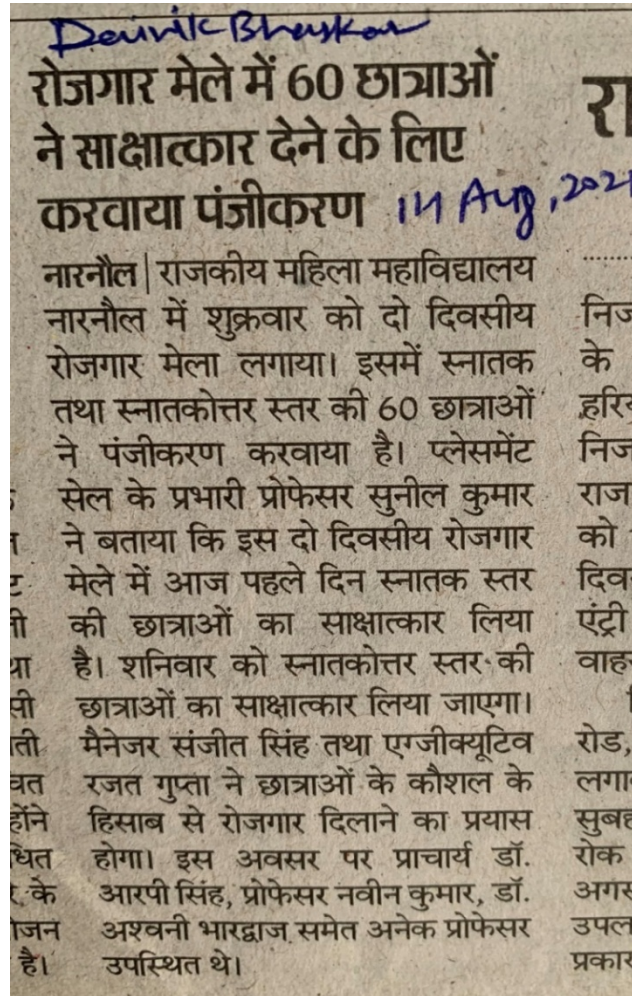 Dainik Bhaskar
रोजगार मेले में 60 छात्राओं
ने साक्षात्कार देने के लिए
करवाया पंजीकरण
14 Aug, 2021
नारनौल | राजकीय महिला महाविद्यालय
नारनौल में शुक्रवार को दो दिवसीय
रोजगार मेला लगाया। इसमें स्नातक
तथा स्नातकोत्तर स्तर की 60 छात्राओं
ने पंजीकरण करवाया है। प्लेसमेंट
सेल के प्रभारी प्रोफेसर सुनील कुमार
ने बताया कि इस दो दिवसीय रोजगार
मेले में आज पहले दिन स्नातक स्तर
की छात्राओं का साक्षात्कार लिया
है। शनिवार को स्नातकोत्तर स्तर की
छात्राओं का साक्षात्कार लिया जाएगा।
मैनेजर संजीत सिंह तथा एग्जीक्यूटिव
रजत गुप्ता ने छात्राओं के कौशल के
हिसाब से रोजगार दिलाने का प्रयास
होगा। इस अवसर पर प्राचार्य डॉ.
आरपी सिंह, प्रोफेसर नवीन कुमार, डॉ.
अश्वनी भारद्वाज समेत अनेक प्रोफेसर
उपस्थित थे।
के
को
एंट्री
रोड,
रोक
के
है।